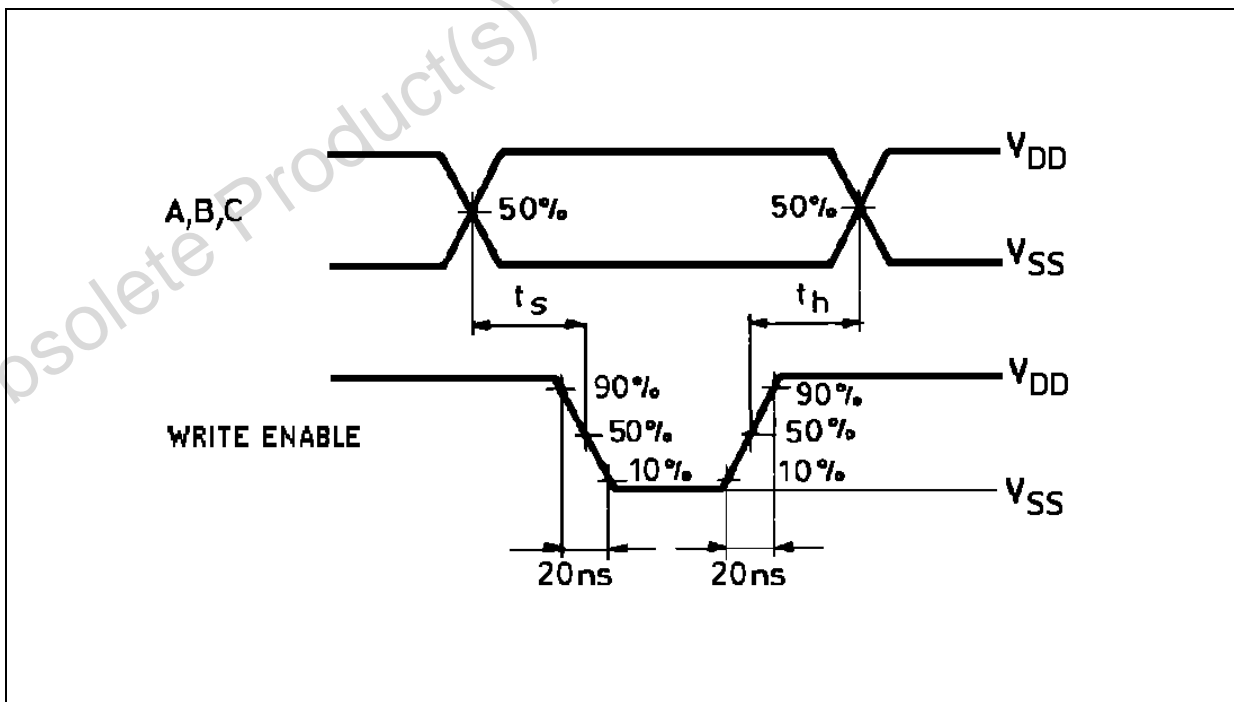 bsolete Product(s)
V_DD
A,B,C
50%
50%
V_SS
t_s
t_h
V_DD
90%
90%
WRITE ENABLE
50%
50%
10%
10%
V_SS
20ns
20ns